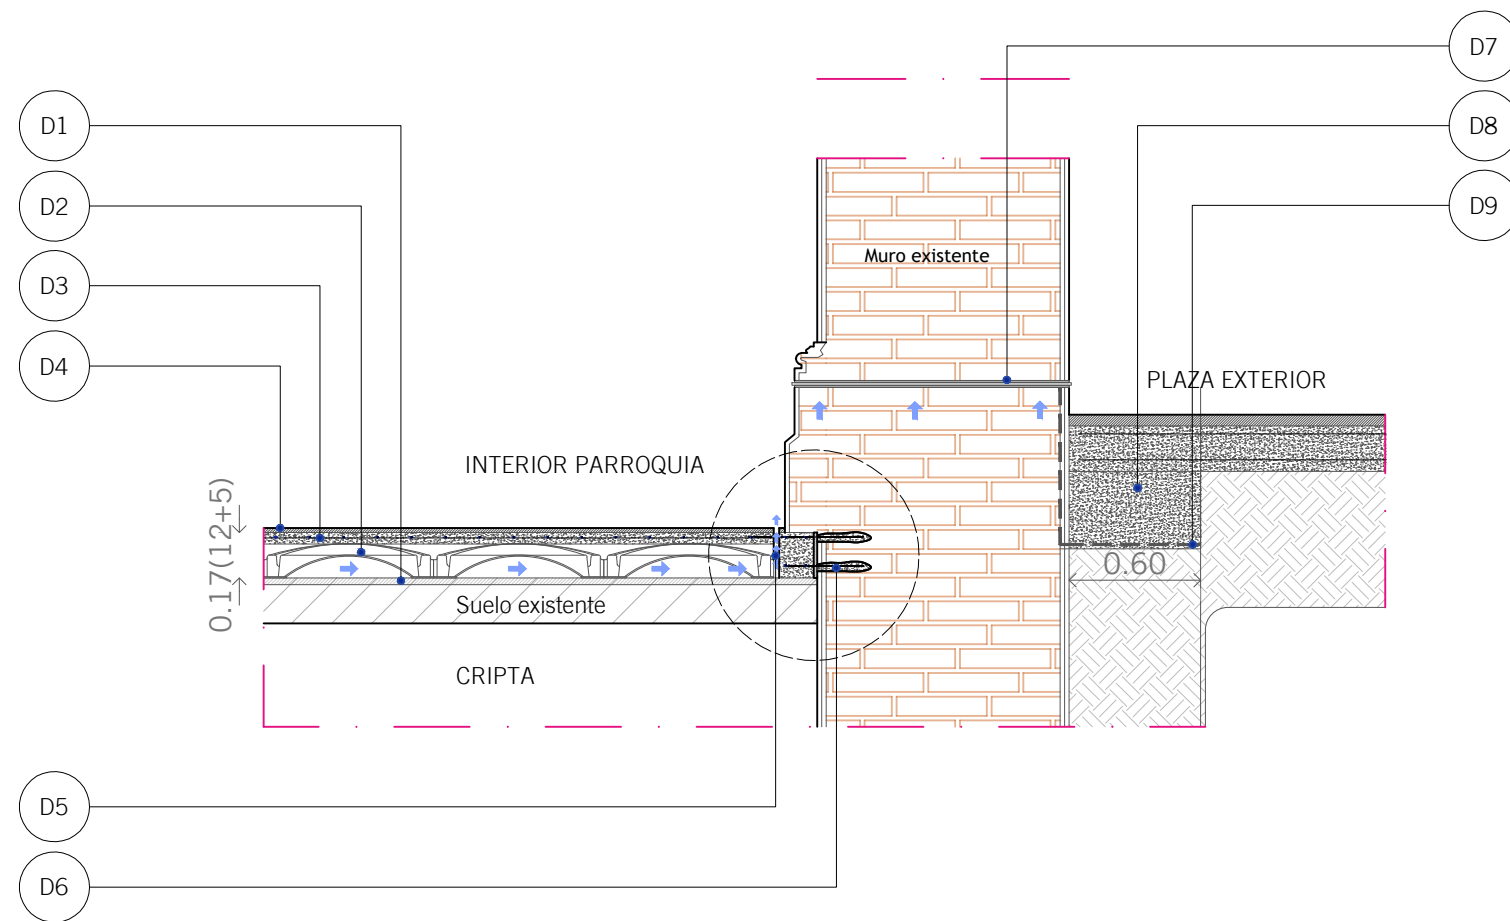 D7
D1
D8
D2
D9
Muro existente
D3
D4
PLAZA EXTERIOR
INTERIOR PARROQUIA
0.17(12+5)
0.60
Suelo existente
CRIPTA
D5
D6